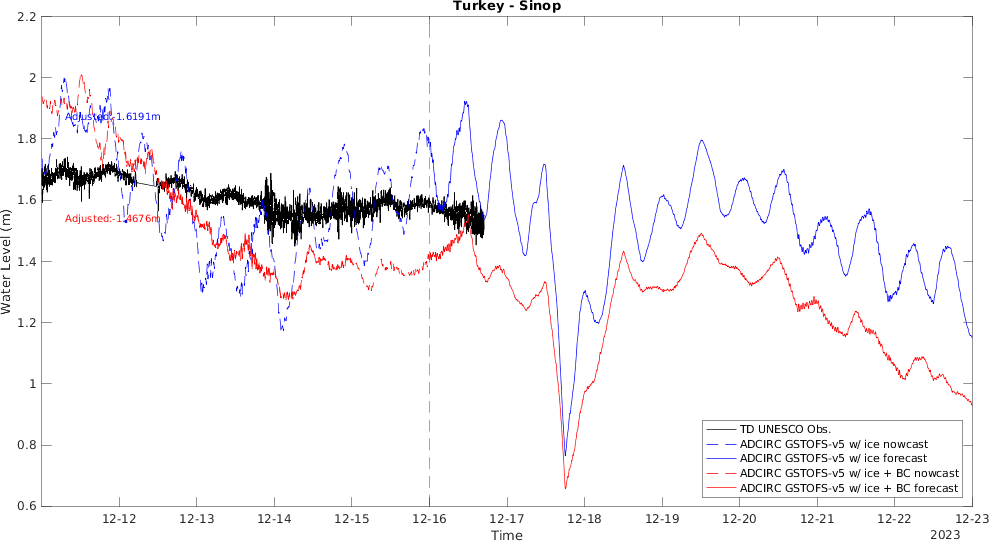 Turkey - Sinop
2.2
2
1.8
1.6
1.4
1.2
1
0.8
0.6
Water Level (m)
Adjusted:-1.6191m
Adjusted:-1.4676m
TD UNESCO Obs.
ADCIRC GSTOFS-v5 w/ ice nowcast
ADCIRC GSTOFS-v5 w/ ice forecast
ADCIRC GSTOFS-v5 w/ ice + BC nowcast
ADCIRC GSTOFS-v5 w/ ice + BC forecast
12-12 12-13 12-14 12-15 12-16 12-17 12-18 12-19 12-20 12-21 12-22 12-23
Time
2023